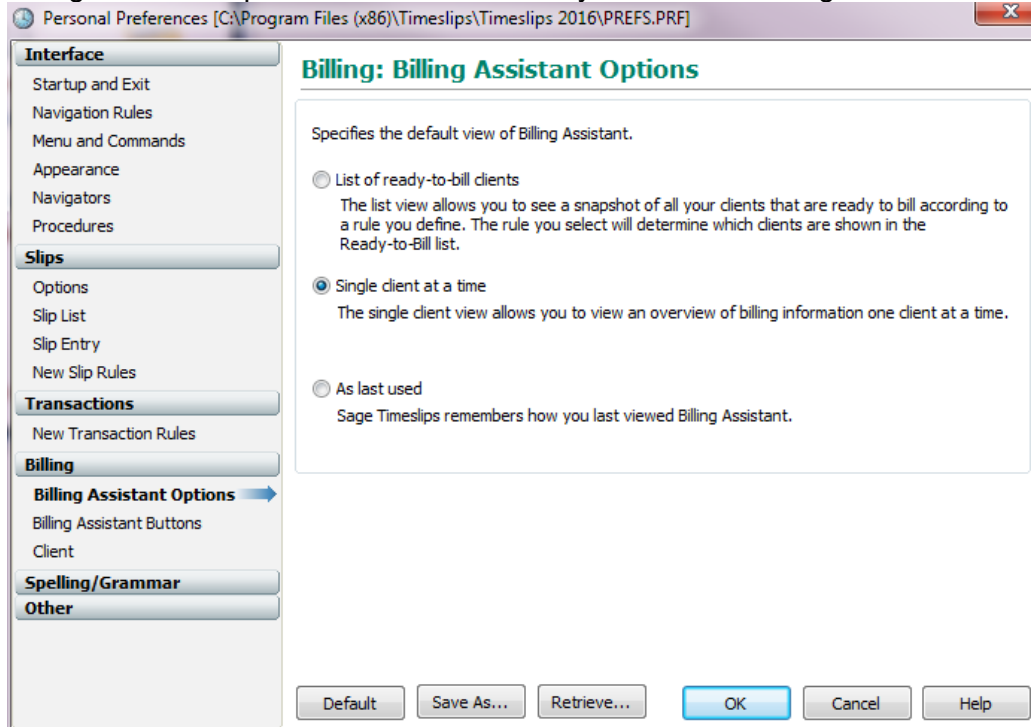 Personal Preferences [C:\Program Files (x86)\Timeslips\Timeslips 2016\PREFS.PRF]
Interface
Startup and Exit
Navigation Rules
Menu and Commands
Appearance
Navigators
Procedures
Slips
Options
Slip List
Slip Entry
New Slip Rules
Transactions
New Transaction Rules
Billing
Billing Assistant Options
Billing Assistant Buttons
Client
Spelling/Grammar
Other
Billing: Billing Assistant Options
Specifies the default view of Billing Assistant.
List of ready-to-bill clients
The list view allows you to see a snapshot of all your clients that are ready to bill according to
a rule you define. The rule you select will determine which clients are shown in the
Ready-to-Bill list.
Single client at a time
The single client view allows you to view an overview of billing information one client at a time.
As last used
Sage Timeslips remembers how you last viewed Billing Assistant.
Default
Save As...
Retrieve...
OK
Cancel
Help